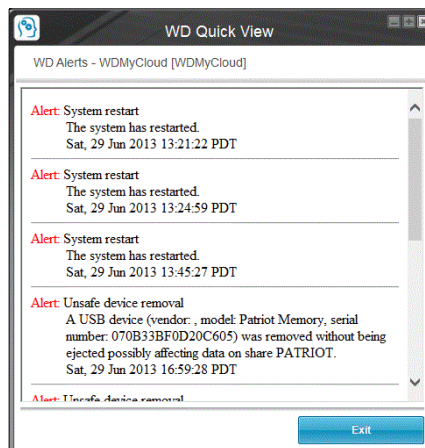 WD Quick View
WD Alerts - WDMyCloud [WDMyCloud]
Alert: System restart
The system has restarted.
Sat, 29 Jun 2013 13:21:22 PDT
Alert: System restart
The system has restarted.
Sat, 29 Jun 2013 13:24:59 PDT
Alert: System restart
The system has restarted.
Sat, 29 Jun 2013 13:45:27 PDT
Alert: Unsafe device removal
A USB device (vendor: , model: Patriot Memory, serial
number: 070B33BF0D20C605) was removed without being
ejected possibly affecting data on share PATRIOT.
Sat, 29 Jun 2013 16:59:28 PDT
Alert: Unsafe device removal
Exit